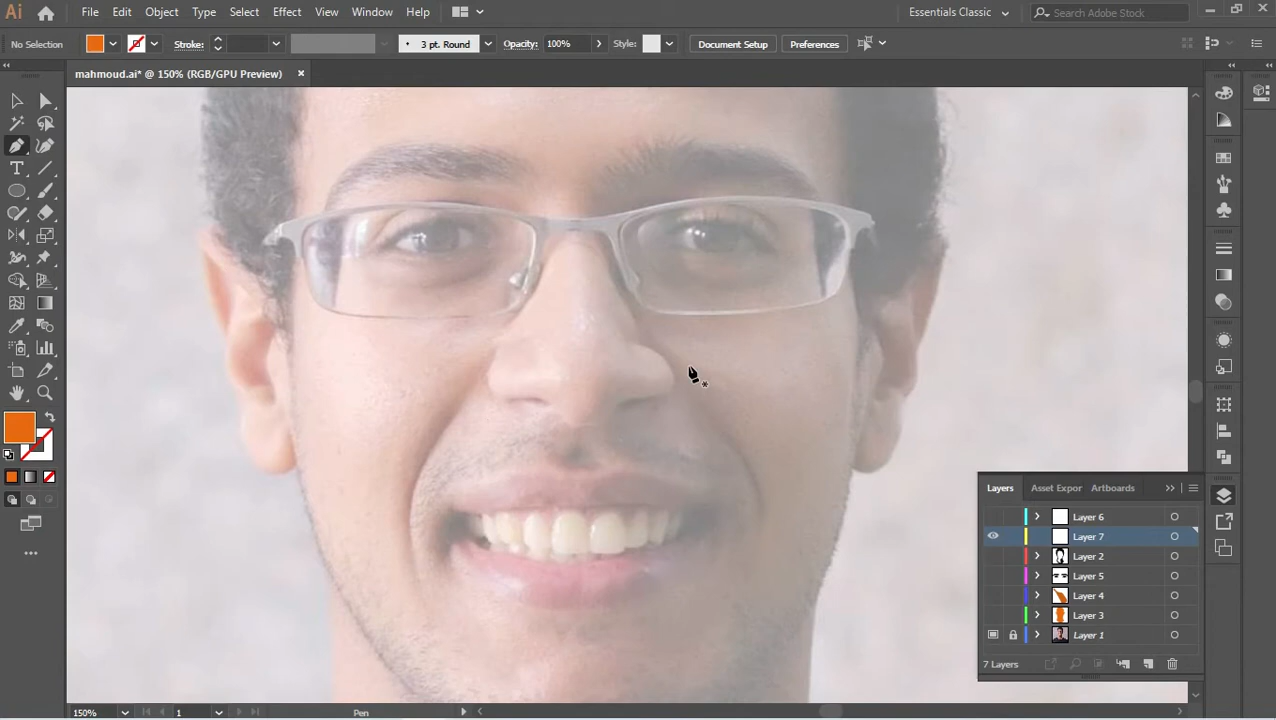 Ai File Edit Object Type Select Effect View Window Help Essentials Classic Search Adobe Stock
No Selection Stroke: 3 pt. Round Opacity: 100% Style: Document Setup Preferences
mahmoud.ai* @ 150% (RGB/GPU Preview)
Layers Asset Expor Artboards
Layer 6
Layer 7
Layer 2
Layer 5
Layer 4
Layer 3
Layer 1
7 Layers
150% 1 Pen